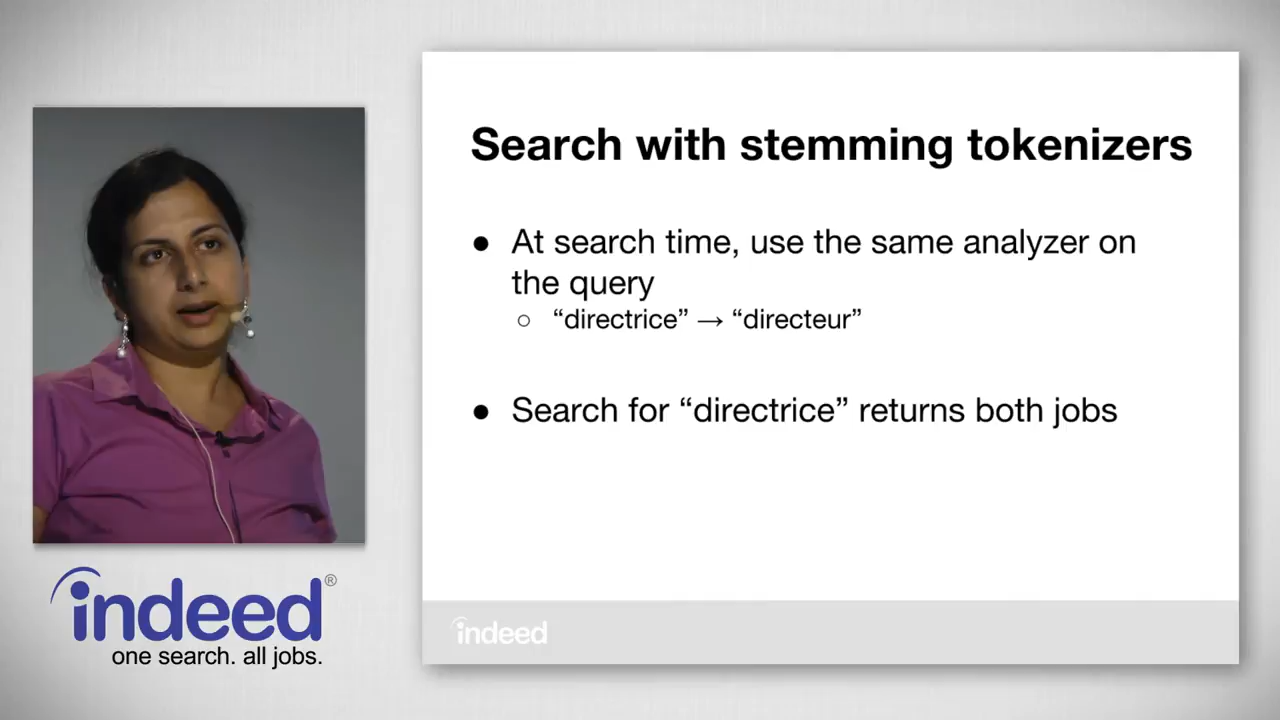 Search with stemming tokenizers
● At search time, use the same analyzer on
the query
○ “directrice” → “directeur”
● Search for “directrice” returns both jobs
indeed®
one search. all jobs.
indeed